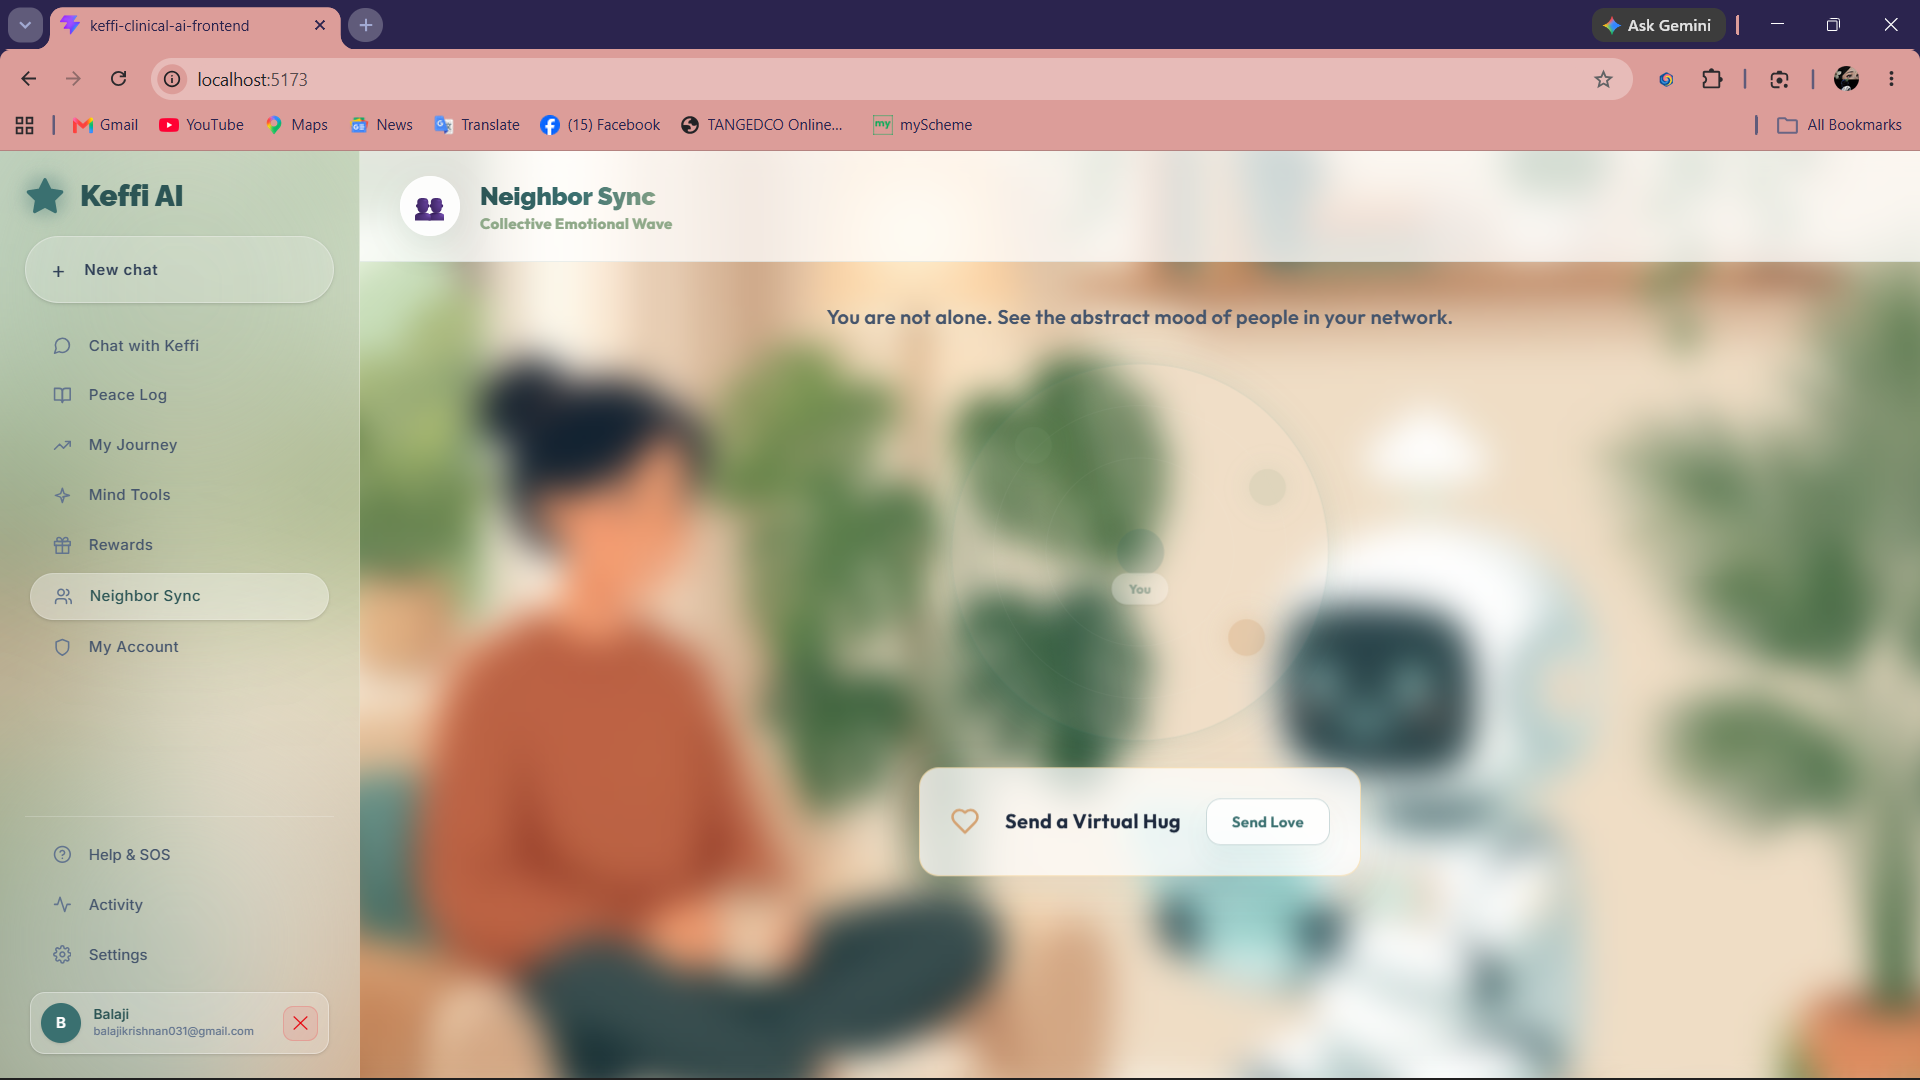 keffi-clinical-ai-frontend
Ask Gemini
localhost:5173
Gmail
YouTube
Maps
News
Translate
(15) Facebook
TANGEDCO Online...
my
myScheme
All Bookmarks
Keffi AI
+ New chat
Chat with Keffi
Peace Log
My Journey
Mind Tools
Rewards
Neighbor Sync
My Account
Help & SOS
Activity
Settings
B
Balaji
balajikrishnan031@gmail.com
Neighbor Sync
Collective Emotional Wave
You are not alone. See the abstract mood of people in your network.
You
Send a Virtual Hug
Send Love